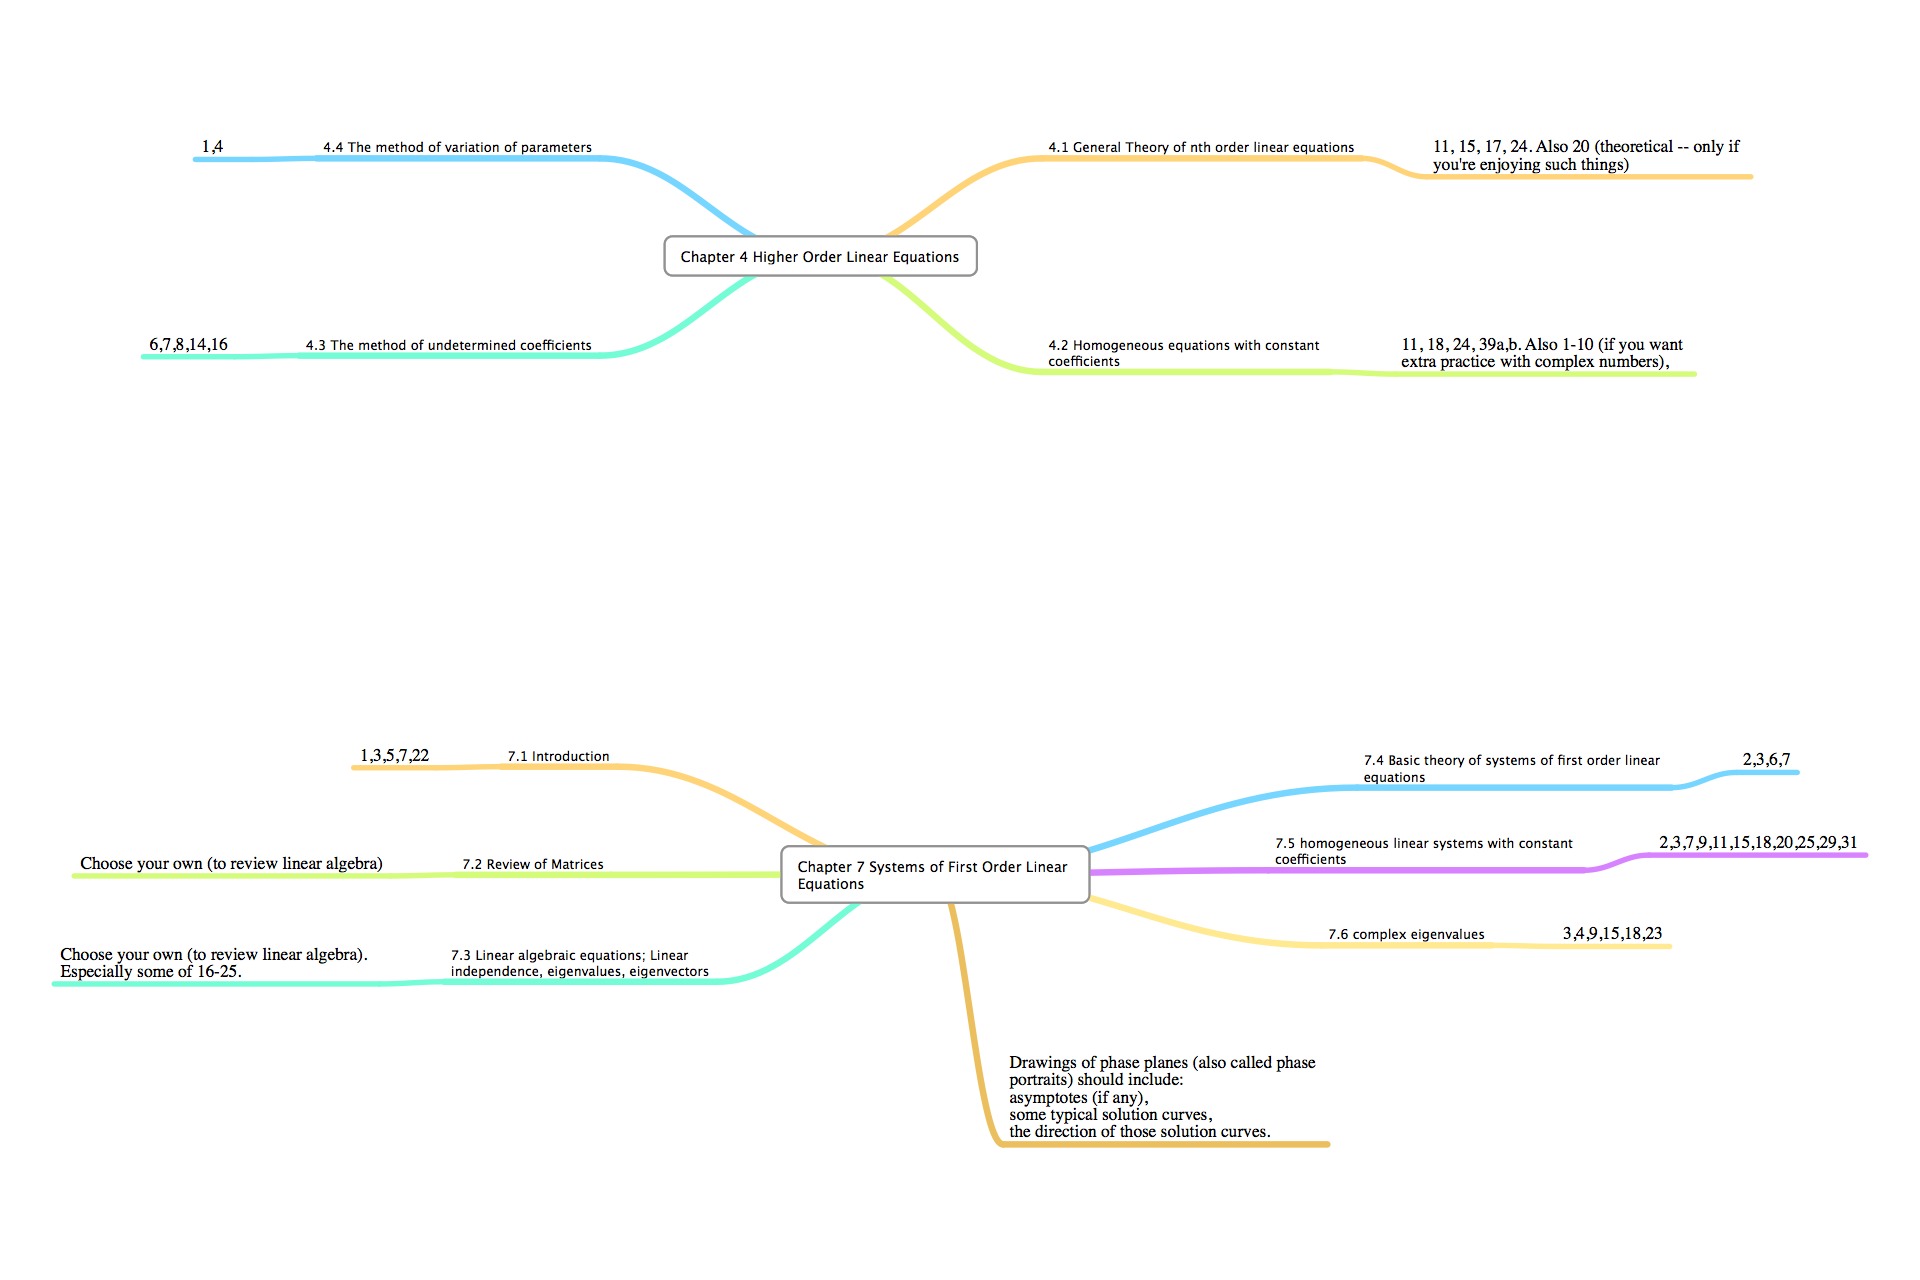 1,4
4.4 The method of variation of parameters
4.1 General Theory of nth order linear equations
11, 15, 17, 24. Also 20 (theoretical -- only if
you're enjoying such things)
Chapter 4 Higher Order Linear Equations
6,7,8,14,16
4.3 The method of undetermined coefficients
4.2 Homogeneous equations with constant
coefficients
11, 18, 24, 39a,b. Also 1-10 (if you want
extra practice with complex numbers),
1,3,5,7,22
7.1 Introduction
7.4 Basic theory of systems of first order linear
equations
2,3,6,7
Choose your own (to review linear algebra)
7.2 Review of Matrices
Chapter 7 Systems of First Order Linear
Equations
7.5 homogeneous linear systems with constant
coefficients
2,3,7,9,11,15,18,20,25,29,31
Choose your own (to review linear algebra).
Especially some of 16-25.
7.3 Linear algebraic equations; Linear
independence, eigenvalues, eigenvectors
7.6 complex eigenvalues
3,4,9,15,18,23
Drawings of phase planes (also called phase
portraits) should include:
asymptotes (if any),
some typical solution curves,
the direction of those solution curves.